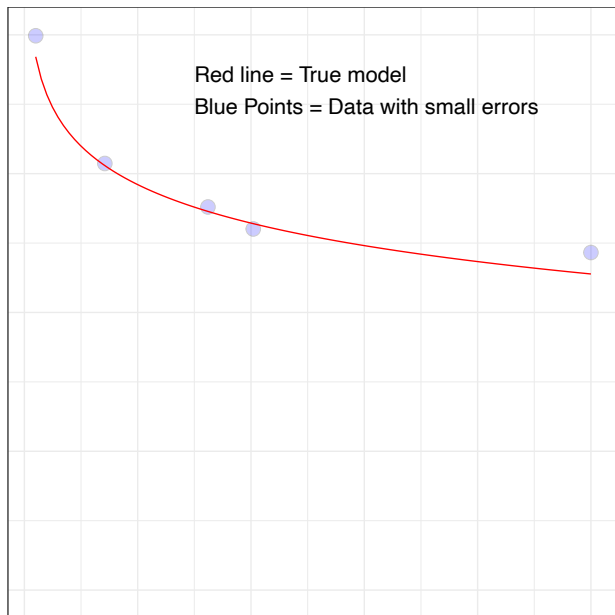 Red line = True model
Blue Points = Data with small errors